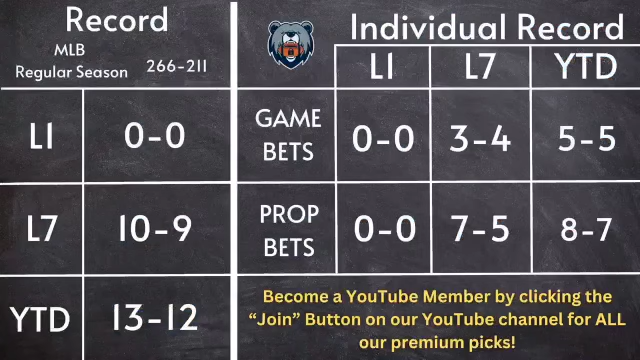 Record
MLB
Regular Season 266-211
L1 0-0
L7 10-9
YTD 13-12
Individual Record
L1 L7 YTD
GAME BETS 0-0 3-4 5-5
PROP BETS 0-0 7-5 8-7
Become a YouTube Member by clicking the
“Join” Button on our YouTube channel for ALL
our premium picks!